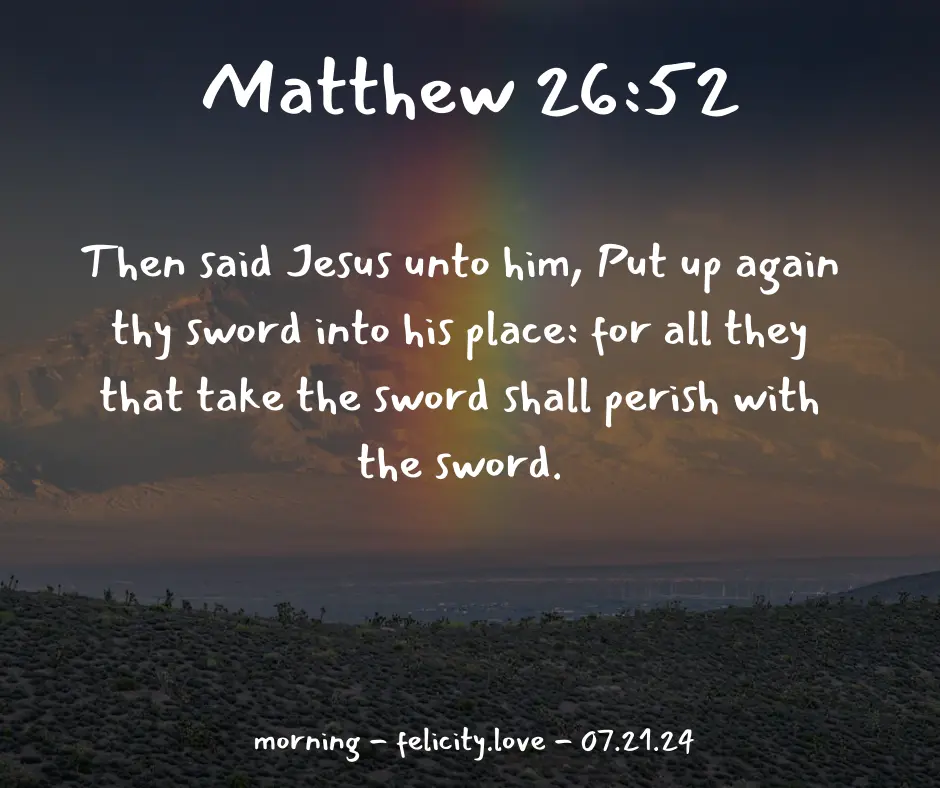 Matthew 26:52
Then said Jesus unto him, Put up again
thy sword into his place: for all they
that take the sword shall perish with
the sword.
morning – felicity.love – 07.21.24